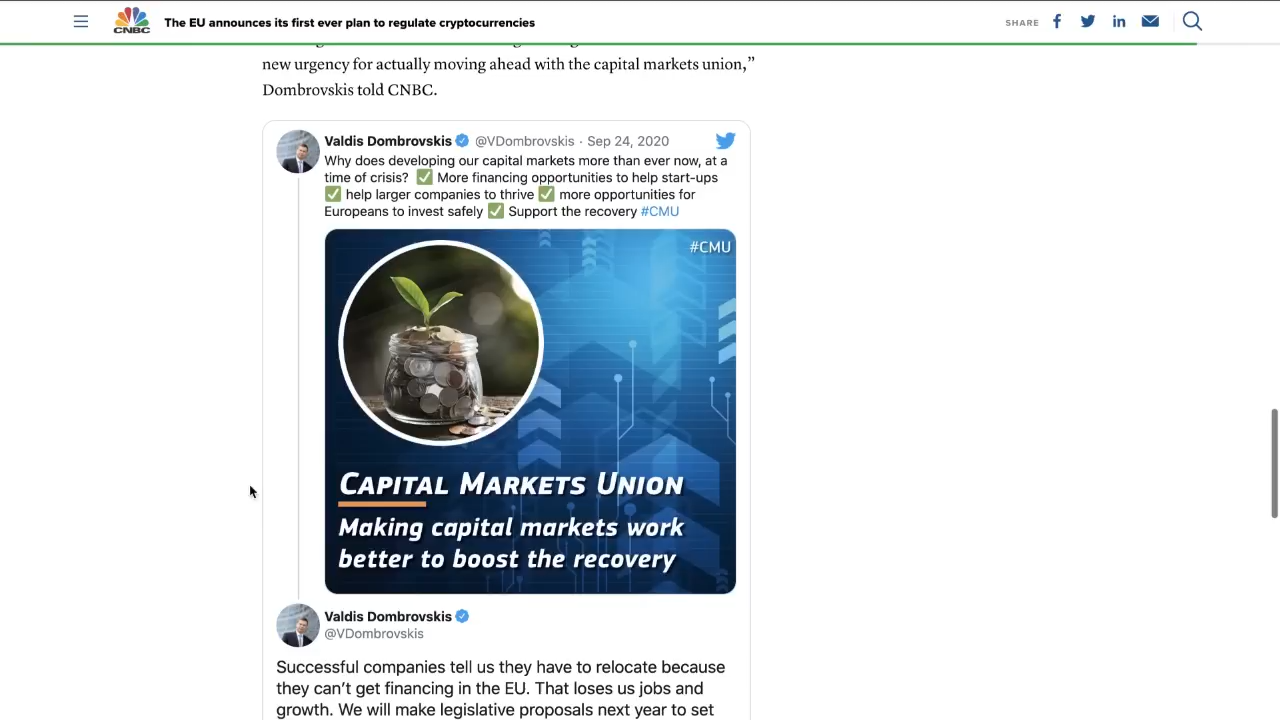 CNBC
The EU announces its first ever plan to regulate cryptocurrencies
SHARE
new urgency for actually moving ahead with the capital markets union,”
Dombrovskis told CNBC.
Valdis Dombrovskis @VDombrovskis · Sep 24, 2020
Why does developing our capital markets more than ever now, at a
time of crisis? ✅ More financing opportunities to help start-ups
✅ help larger companies to thrive ✅ more opportunities for
Europeans to invest safely ✅ Support the recovery #CMU
#CMU
Capital Markets Union
Making capital markets work
better to boost the recovery
Valdis Dombrovskis
@VDombrovskis
Successful companies tell us they have to relocate because
they can’t get financing in the EU. That loses us jobs and
growth. We will make legislative proposals next year to set